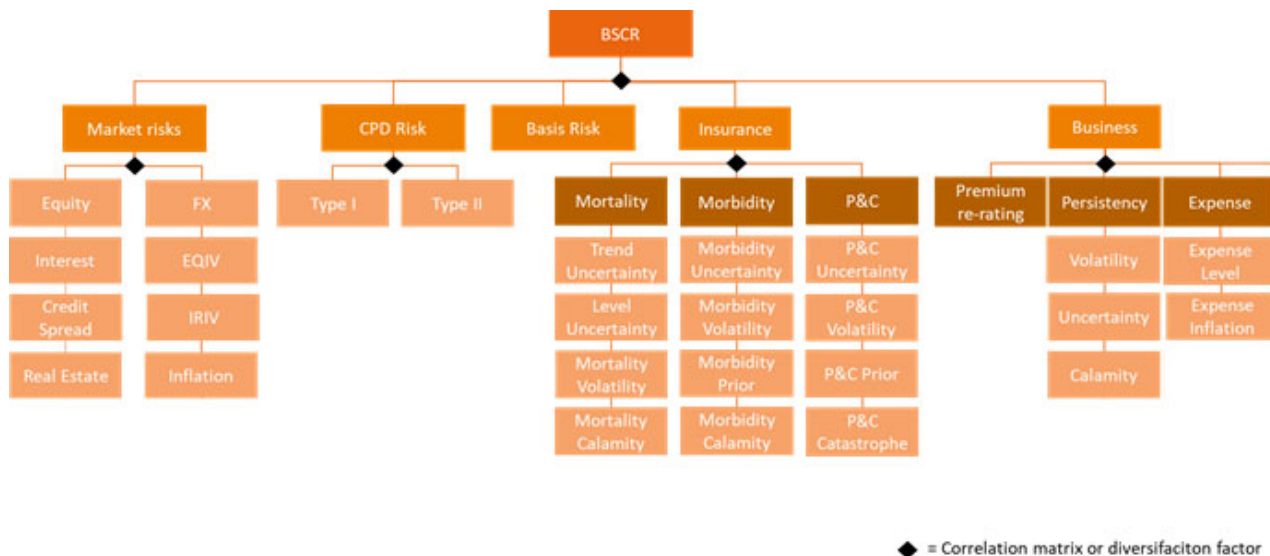 BSCR
Market risks
CPD Risk
Basis Risk
Insurance
Business
Equity
FX
Type I
Type II
Mortality
Morbidity
P&C
Premium
re-rating
Persistency
Expense
Interest
EQIV
Trend
Uncertainty
Morbidity
Uncertainty
P&C
Uncertainty
Volatility
Expense
Level
Credit
Spread
IRIV
Level
Uncertainty
Morbidity
Volatility
P&C
Volatility
Uncertainty
Expense
Inflation
Real Estate
Inflation
Mortality
Volatility
Morbidity
Prior
P&C Prior
Calamity
Mortality
Calamity
Morbidity
Calamity
P&C
Catastrophe
= Correlation matrix or diversifaciton factor